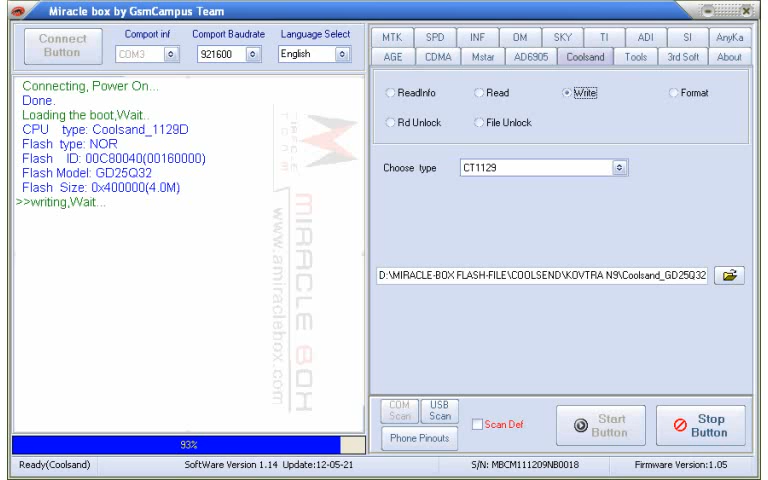 Miracle box by GsmCampus Team
Connect
Button
Comport inf
COM3
Comport Baudrate
921600
Language Select
English
Connecting, Power On...
Done.
Loading the boot,Wait..
CPU type: Coolsand_1129D
Flash type: NOR
Flash ID: 00C80040(00160000)
Flash Model: GD25Q32
Flash Size: 0x400000(4.0M)
>>writing,Wait...
MIRACLE BOX
www.amiraclebox.com
93%
MTK SPD INF OM SKY TI ADI SI AnyKa
AGE CDMA Mstar AD6905 Coolsand Tools 3rd Soft About
ReadInfo Read Write Format
Rd Unlock File Unlock
Choose type CT1129
D:\MIRACLE-BOX FLASH-FILE\COOLSEND\KOVTRA N9\Coolsand_GD25Q32
COM
Scan
USB
Scan
Phone Pinouts
Scan Def
Start
Button
Stop
Button
Ready(Coolsand) SoftWare Version 1.14 Update:12-05-21 S/N: MBCM111209NB0018 Firmware Version:1.05